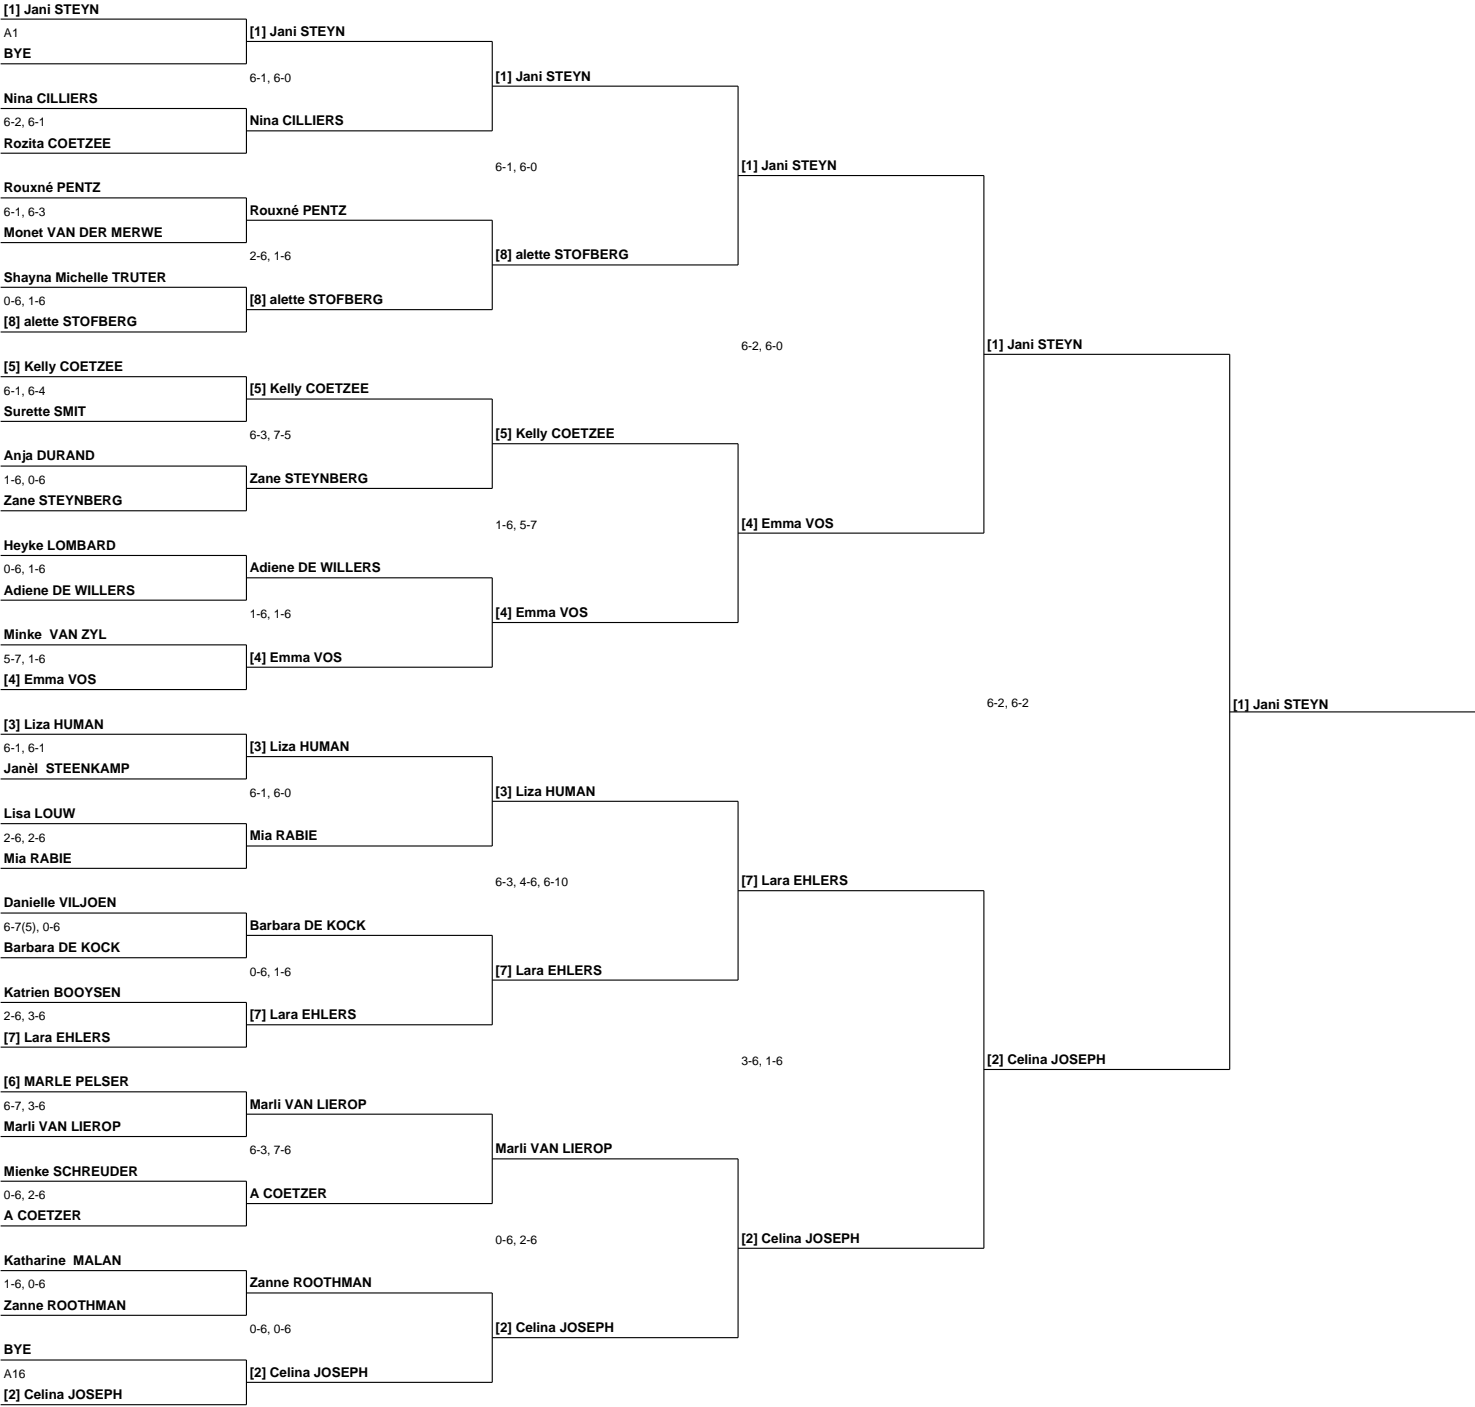 [1] Jani STEYN
A1
BYE
Nina CILLIERS
6-2, 6-1
Rozita COETZEE
Rouxné PENTZ
6-1, 6-3
Monet VAN DER MERWE
Shayna Michelle TRUTER
0-6, 1-6
[8] alette STOFBERG
[5] Kelly COETZEE
6-1, 6-4
Surette SMIT
Anja DURAND
1-6, 0-6
Zane STEYNBERG
Heyke LOMBARD
0-6, 1-6
Adiene DE WILLERS
Minke  VAN ZYL
5-7, 1-6
[4] Emma VOS
[3] Liza HUMAN
6-1, 6-1
Janèl  STEENKAMP
Lisa LOUW
2-6, 2-6
Mia RABIE
Danielle VILJOEN
6-7(5), 0-6
Barbara DE KOCK
Katrien BOOYSEN
2-6, 3-6
[7] Lara EHLERS
[6] MARLE PELSER
6-7, 3-6
Marli VAN LIEROP
Mienke SCHREUDER
0-6, 2-6
A COETZER
Katharine  MALAN
1-6, 0-6
Zanne ROOTHMAN
BYE
A16
[2] Celina JOSEPH
[1] Jani STEYN
6-1, 6-0
Nina CILLIERS
Rouxné PENTZ
2-6, 1-6
[8] alette STOFBERG
[5] Kelly COETZEE
6-3, 7-5
Zane STEYNBERG
Adiene DE WILLERS
1-6, 1-6
[4] Emma VOS
[3] Liza HUMAN
6-1, 6-0
Mia RABIE
Barbara DE KOCK
0-6, 1-6
[7] Lara EHLERS
Marli VAN LIEROP
6-3, 7-6
A COETZER
Zanne ROOTHMAN
0-6, 0-6
[2] Celina JOSEPH
[1] Jani STEYN
6-1, 6-0
[8] alette STOFBERG
[5] Kelly COETZEE
1-6, 5-7
[4] Emma VOS
[3] Liza HUMAN
6-3, 4-6, 6-10
[7] Lara EHLERS
Marli VAN LIEROP
0-6, 2-6
[2] Celina JOSEPH
[1] Jani STEYN
6-2, 6-0
[4] Emma VOS
[7] Lara EHLERS
3-6, 1-6
[2] Celina JOSEPH
[1] Jani STEYN
6-2, 6-2
[2] Celina JOSEPH
[1] Jani STEYN